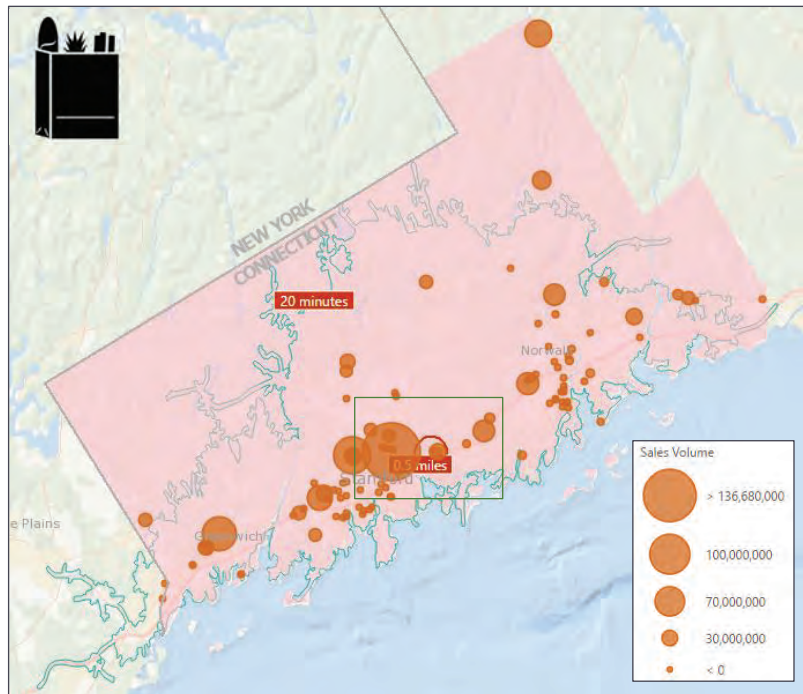 NEW YORK
CONNECTICUT
20 minutes
Norwalk
0.5 miles
Stamford
Greenwich
e Plains
Sales Volume
> 136,680,000
100,000,000
70,000,000
30,000,000
< 0